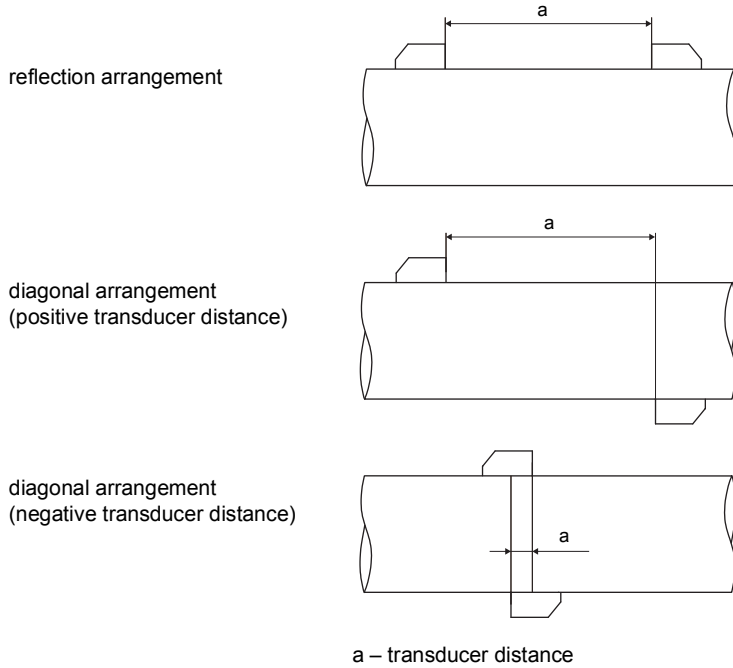 a
reflection arrangement
a
diagonal arrangement
(positive transducer distance)
diagonal arrangement
(negative transducer distance)
a
a – transducer distance